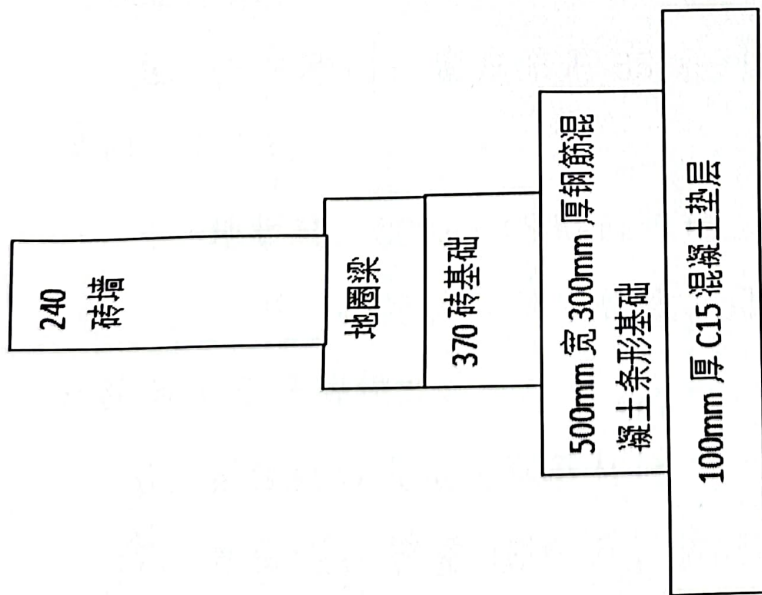 240
砖墙
地圈梁
370 砖基础
500mm 宽 300mm 厚钢筋混
凝土条形基础
100mm 厚 C15 混凝土垫层